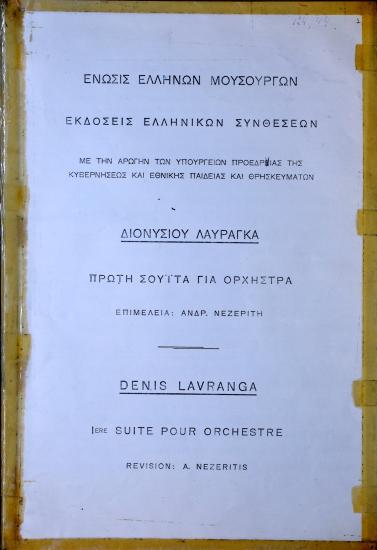 ΕΝΩΣΙΣ ΕΛΛΗΝΩΝ ΜΟΥΣΟΥΡΓΩΝ
ΕΚΔΟΣΕΙΣ ΕΛΛΗΝΙΚΩΝ ΣΥΝΘΕΣΕΩΝ
ΜΕ ΤΗΝ ΑΡΩΓΗΝ ΤΩΝ ΥΠΟΥΡΓΕΙΩΝ ΠΡΟΕΔΡΙΑΣ ΤΗΣ
ΚΥΒΕΡΝΗΣΕΩΣ ΚΑΙ ΕΘΝΙΚΗΣ ΠΑΙΔΕΙΑΣ ΚΑΙ ΘΡΗΣΚΕΥΜΑΤΩΝ
ΔΙΟΝΥΣΙΟΥ ΛΑΥΡΑΓΚΑ
ΠΡΩΤΗ ΣΟΥΪΤΑ ΓΙΑ ΟΡΧΗΣΤΡΑ
ΕΠΙΜΕΛΕΙΑ: ΑΝΔΡ. ΝΕΖΕΡΙΤΗ
DENIS LAVRANGA
1ERE SUITE POUR ORCHESTRE
REVISION: A. NEZERITIS